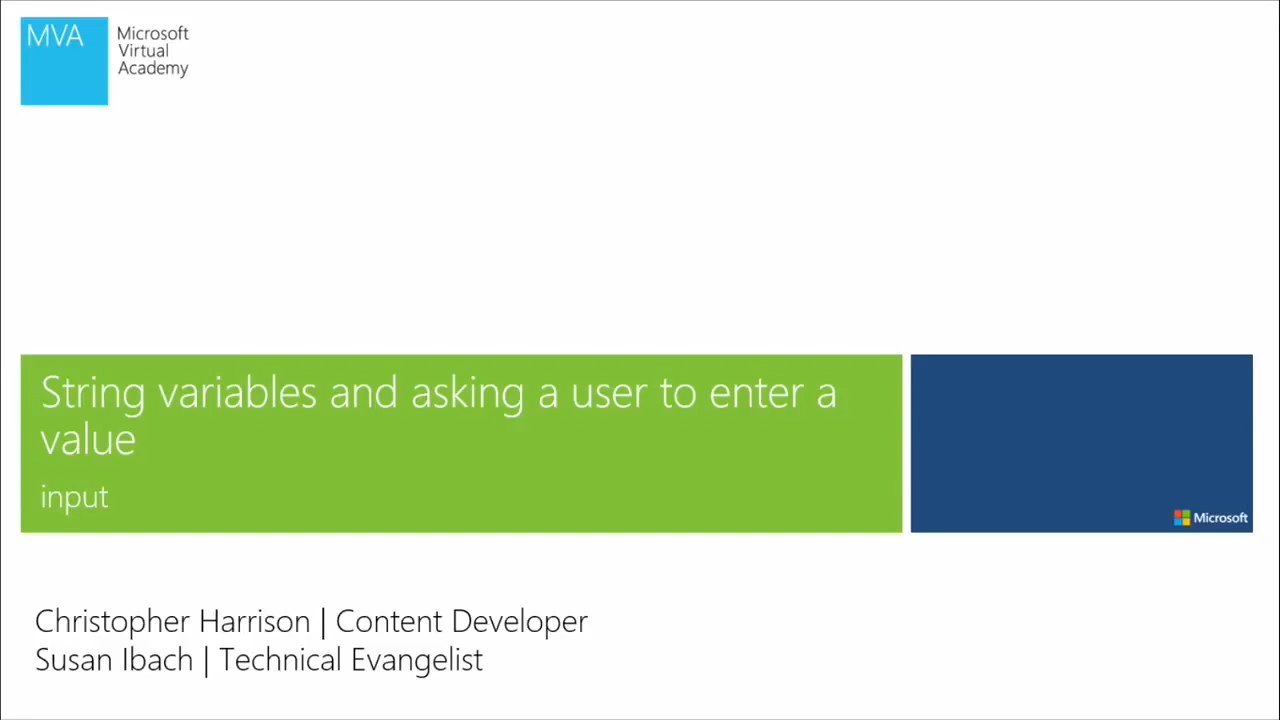 MVA
Microsoft
Virtual
Academy
String variables and asking a user to enter a
value
input
Microsoft
Christopher Harrison | Content Developer
Susan Ibach | Technical Evangelist